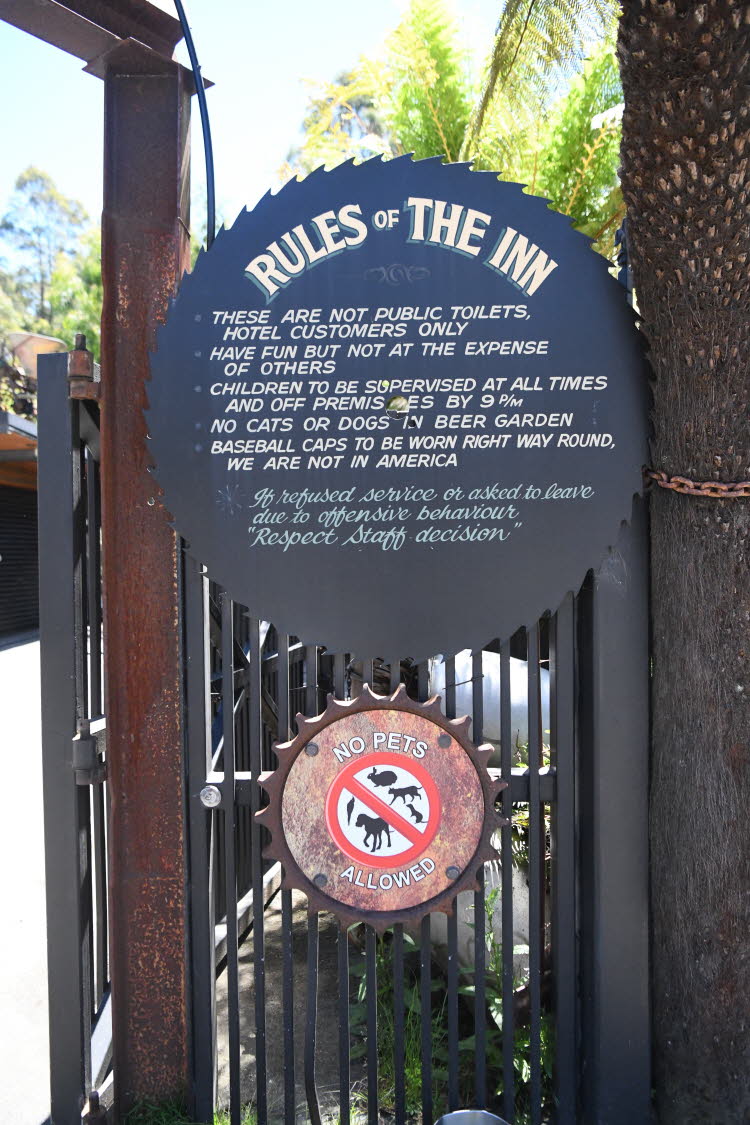 RULES OF THE INN
THESE ARE NOT PUBLIC TOILETS,
HOTEL CUSTOMERS ONLY
HAVE FUN BUT NOT AT THE EXPENSE
OF OTHERS
CHILDREN TO BE SUPERVISED AT ALL TIMES
AND OFF PREMISES BY 9 P/M
NO CATS OR DOGS IN BEER GARDEN
BASEBALL CAPS TO BE WORN RIGHT WAY ROUND,
WE ARE NOT IN AMERICA
If refused service or asked to leave
due to offensive behaviour
"Respect Staff decision"
NO PETS
ALLOWED